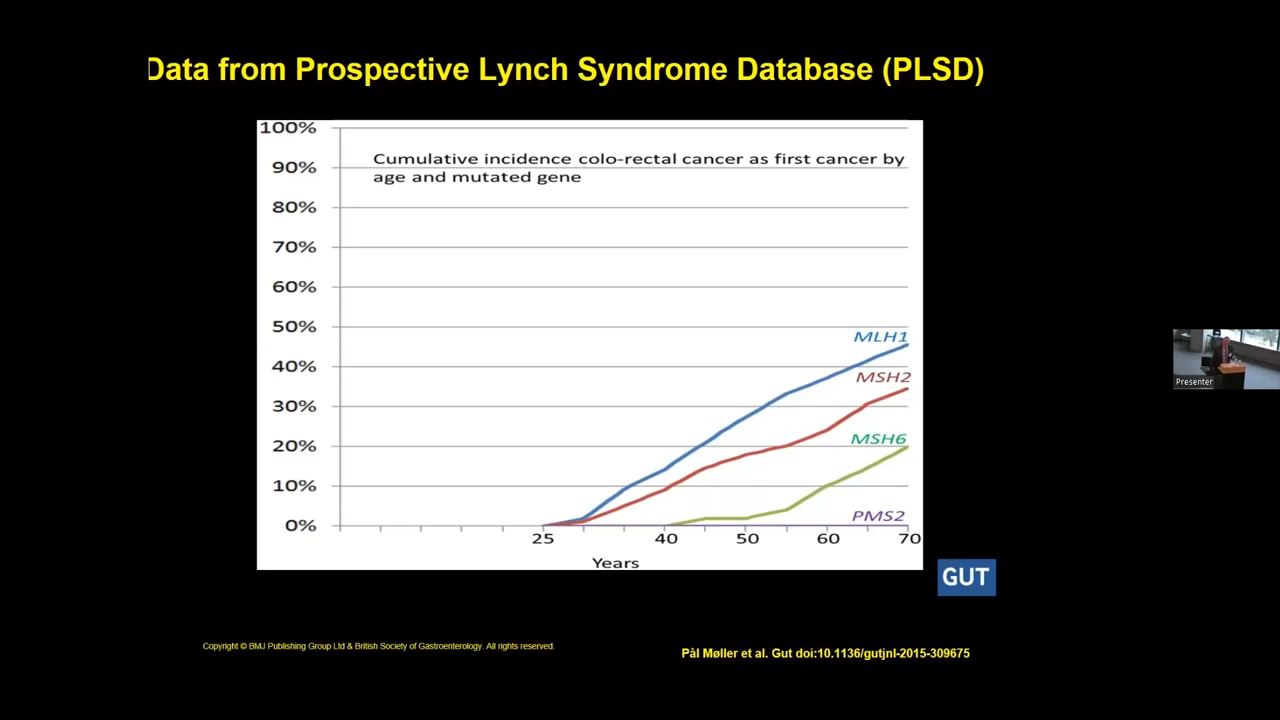 Data from Prospective Lynch Syndrome Database (PLSD)
100%
Cumulative incidence colo-rectal cancer as first cancer by
age and mutated gene
90%
80%
70%
60%
50%
40%
30%
20%
10%
0%
MLH1
MSH2
MSH6
PMS2
25
40
50
60
70
Years
GUT
Presenter
Copyright © BMJ Publishing Group Ltd & British Society of Gastroenterology. All rights reserved.
Pål Møller et al. Gut doi:10.1136/gutjnl-2015-309675